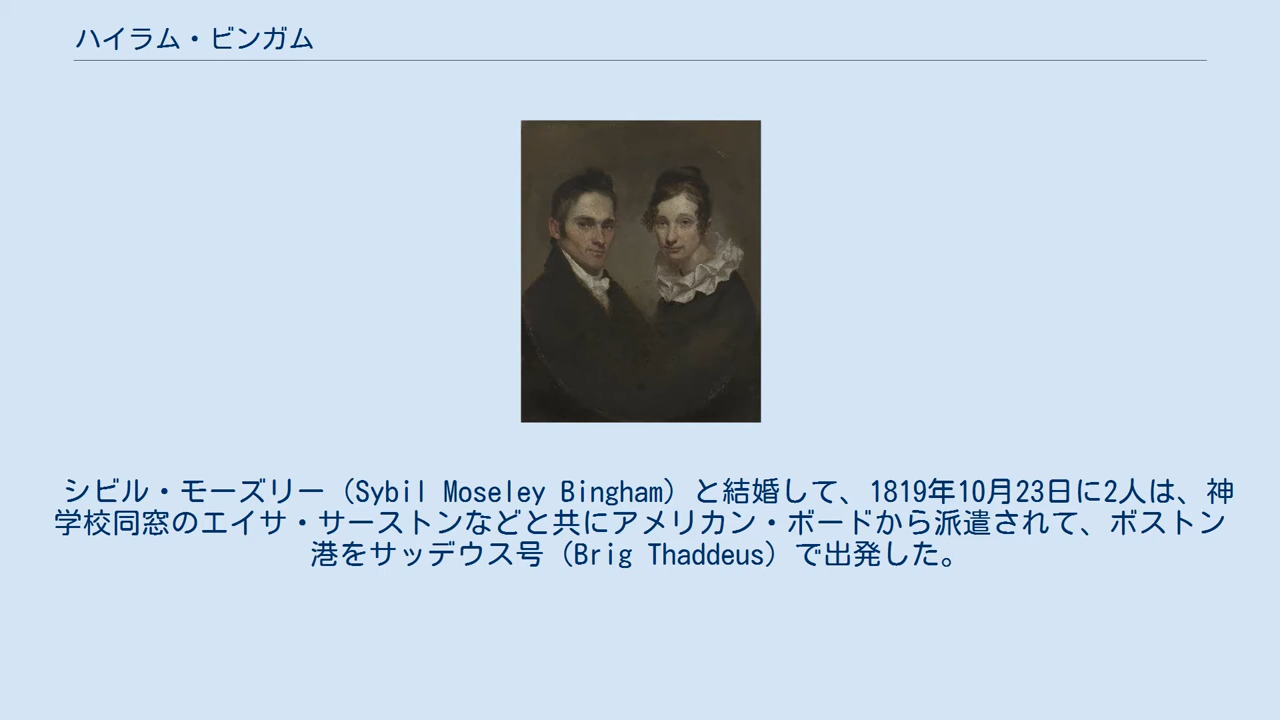 ハイラム・ビンガム
シビル・モーズリー（Sybil Moseley Bingham）と結婚して、1819年10月23日に2人は、神
学校同窓のエイサ・サーストンなどと共にアメリカン・ボードから派遣されて、ボストン
港をサッデウス号（Brig Thaddeus）で出発した。